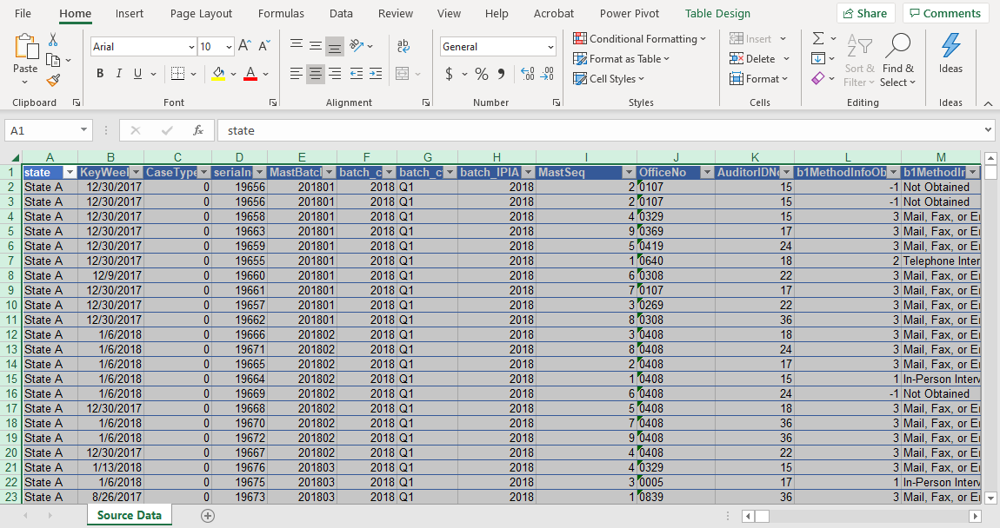 File Home Insert Page Layout Formulas Data Review View Help Acrobat Power Pivot Table Design Share Comments
Arial 10 A A General Conditional Formatting Insert
Paste Format as Table Delete Sort & Find & Ideas
B I U A $ % Cell Styles Format Filter Select
Clipboard Font Alignment Number Styles Cells Editing Ideas
A1 fx state
A B C D E F G H I J K L M
1 state KeyWeel CaseType serialn MastBatcl batch_c batch_c batch_IPIA MastSeq OfficeNo AuditorIDN b1MethodInfoOb b1MethodIr
2 State A 12/30/2017 0 19656 201801 2018 Q1 2018 2 0107 15 -1 Not Obtained
3 State A 12/30/2017 0 19656 201801 2018 Q1 2018 2 0107 15 -1 Not Obtained
4 State A 12/30/2017 0 19658 201801 2018 Q1 2018 4 0329 15 3 Mail, Fax, or E
5 State A 12/30/2017 0 19663 201801 2018 Q1 2018 9 0369 17 3 Mail, Fax, or E
6 State A 12/30/2017 0 19659 201801 2018 Q1 2018 5 0419 24 3 Mail, Fax, or E
7 State A 12/30/2017 0 19655 201801 2018 Q1 2018 1 0640 18 2 Telephone Inter
8 State A 12/9/2017 0 19660 201801 2018 Q1 2018 6 0308 22 3 Mail, Fax, or E
9 State A 12/30/2017 0 19661 201801 2018 Q1 2018 7 0107 17 3 Mail, Fax, or E
10 State A 12/30/2017 0 19657 201801 2018 Q1 2018 3 0269 22 3 Mail, Fax, or E
11 State A 12/30/2017 0 19662 201801 2018 Q1 2018 8 0308 36 3 Mail, Fax, or E
12 State A 1/6/2018 0 19666 201802 2018 Q1 2018 3 0408 18 3 Mail, Fax, or E
13 State A 1/6/2018 0 19671 201802 2018 Q1 2018 8 0408 24 3 Mail, Fax, or E
14 State A 1/6/2018 0 19665 201802 2018 Q1 2018 2 0408 17 3 Mail, Fax, or E
15 State A 1/6/2018 0 19664 201802 2018 Q1 2018 1 0408 15 1 In-Person Interv
16 State A 1/6/2018 0 19669 201802 2018 Q1 2018 6 0408 24 -1 Not Obtained
17 State A 12/30/2017 0 19668 201802 2018 Q1 2018 5 0408 18 3 Mail, Fax, or E
18 State A 1/6/2018 0 19670 201802 2018 Q1 2018 7 0408 36 3 Mail, Fax, or E
19 State A 1/6/2018 0 19672 201802 2018 Q1 2018 9 0408 36 3 Mail, Fax, or E
20 State A 12/30/2017 0 19667 201802 2018 Q1 2018 4 0408 22 3 Mail, Fax, or E
21 State A 1/13/2018 0 19676 201803 2018 Q1 2018 4 0329 15 3 Mail, Fax, or E
22 State A 1/6/2018 0 19675 201803 2018 Q1 2018 3 0005 17 1 In-Person Interv
23 State A 8/26/2017 0 19673 201803 2018 Q1 2018 1 0839 36 3 Mail, Fax, or E
Source Data